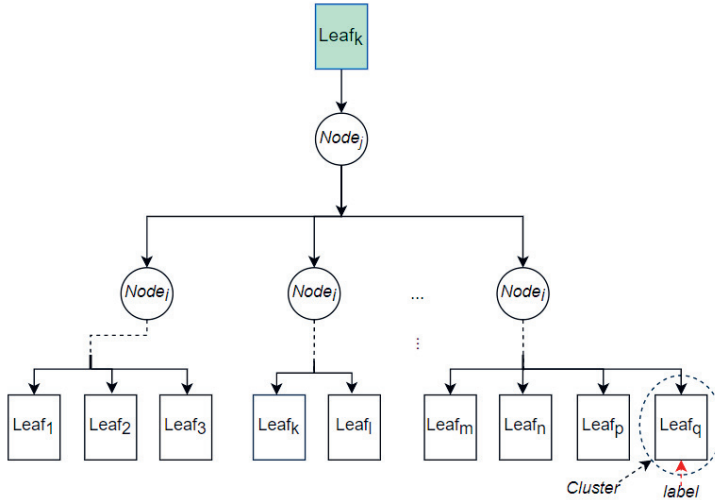 Leafk
Nodej
Nodei Nodei ... Nodei
⋮
Leaf1 Leaf2 Leaf3 Leafk Leafl Leafm Leafn Leafp Leafq
Cluster label